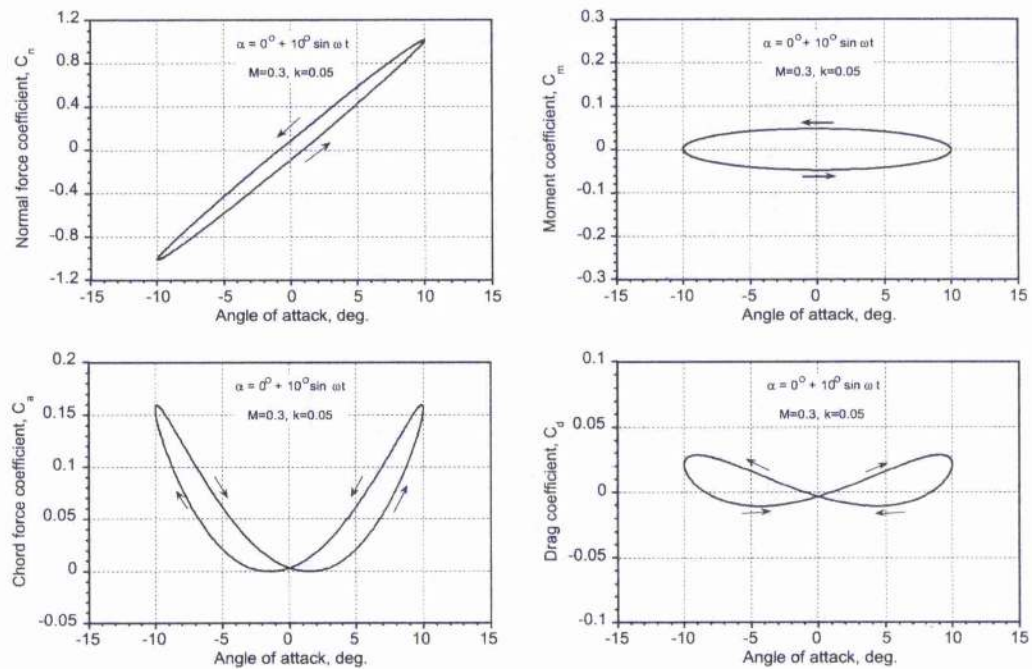 Normal force coefficient, Cₙ
1.2
0.8
0.4
0
-0.4
-0.8
-1.2
α = 0° + 10° sin ω t
M=0.3, k=0.05
-15 -10 -5 0 5 10 15
Angle of attack, deg.
Moment coefficient, Cₘ
0.3
0.2
0.1
0
-0.1
-0.2
-0.3
α = 0° + 10° sin ω t
M=0.3, k=0.05
-15 -10 -5 0 5 10 15
Angle of attack, deg.
Chord force coefficient, Cₐ
0.2
0.15
0.1
0.05
0
-0.05
α = 0° + 10° sin ω t
M=0.3, k=0.05
-15 -10 -5 0 5 10 15
Angle of attack, deg.
Drag coefficient, C_d
0.1
0.05
0
-0.05
-0.1
α = 0° + 10° sin ω t
M=0.3, k=0.05
-15 -10 -5 0 5 10 15
Angle of attack, deg.